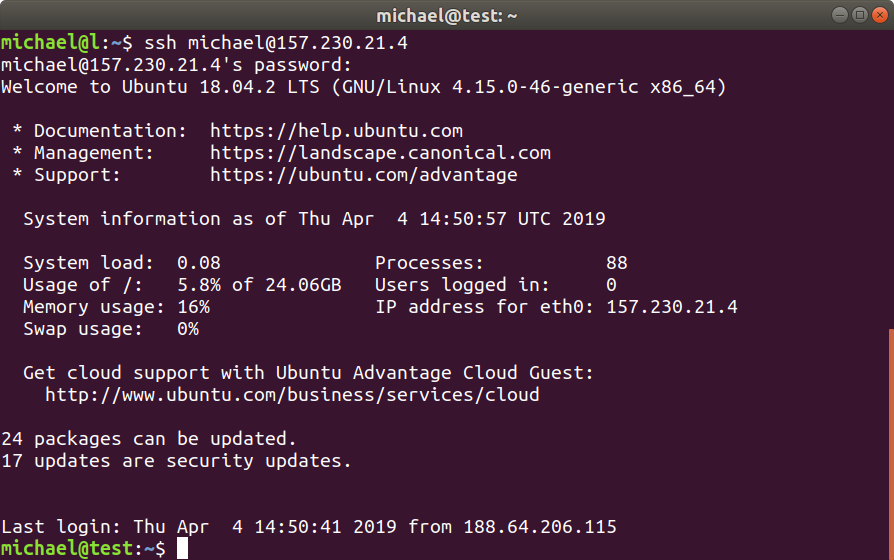 michael@test: ~
michael@l:~$ ssh michael@157.230.21.4
michael@157.230.21.4's password:
Welcome to Ubuntu 18.04.2 LTS (GNU/Linux 4.15.0-46-generic x86_64)
 * Documentation:  https://help.ubuntu.com
 * Management:     https://landscape.canonical.com
 * Support:        https://ubuntu.com/advantage
  System information as of Thu Apr  4 14:50:57 UTC 2019
  System load:  0.08              Processes:           88
  Usage of /:   5.8% of 24.06GB   Users logged in:     0
  Memory usage: 16%               IP address for eth0: 157.230.21.4
  Swap usage:   0%
  Get cloud support with Ubuntu Advantage Cloud Guest:
    http://www.ubuntu.com/business/services/cloud
24 packages can be updated.
17 updates are security updates.
Last login: Thu Apr  4 14:50:41 2019 from 188.64.206.115
michael@test:~$